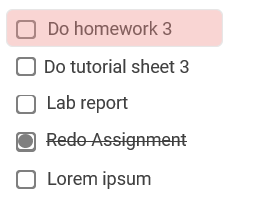 Do homework 3
Do tutorial sheet 3
Lab report
Redo Assignment
Lorem ipsum